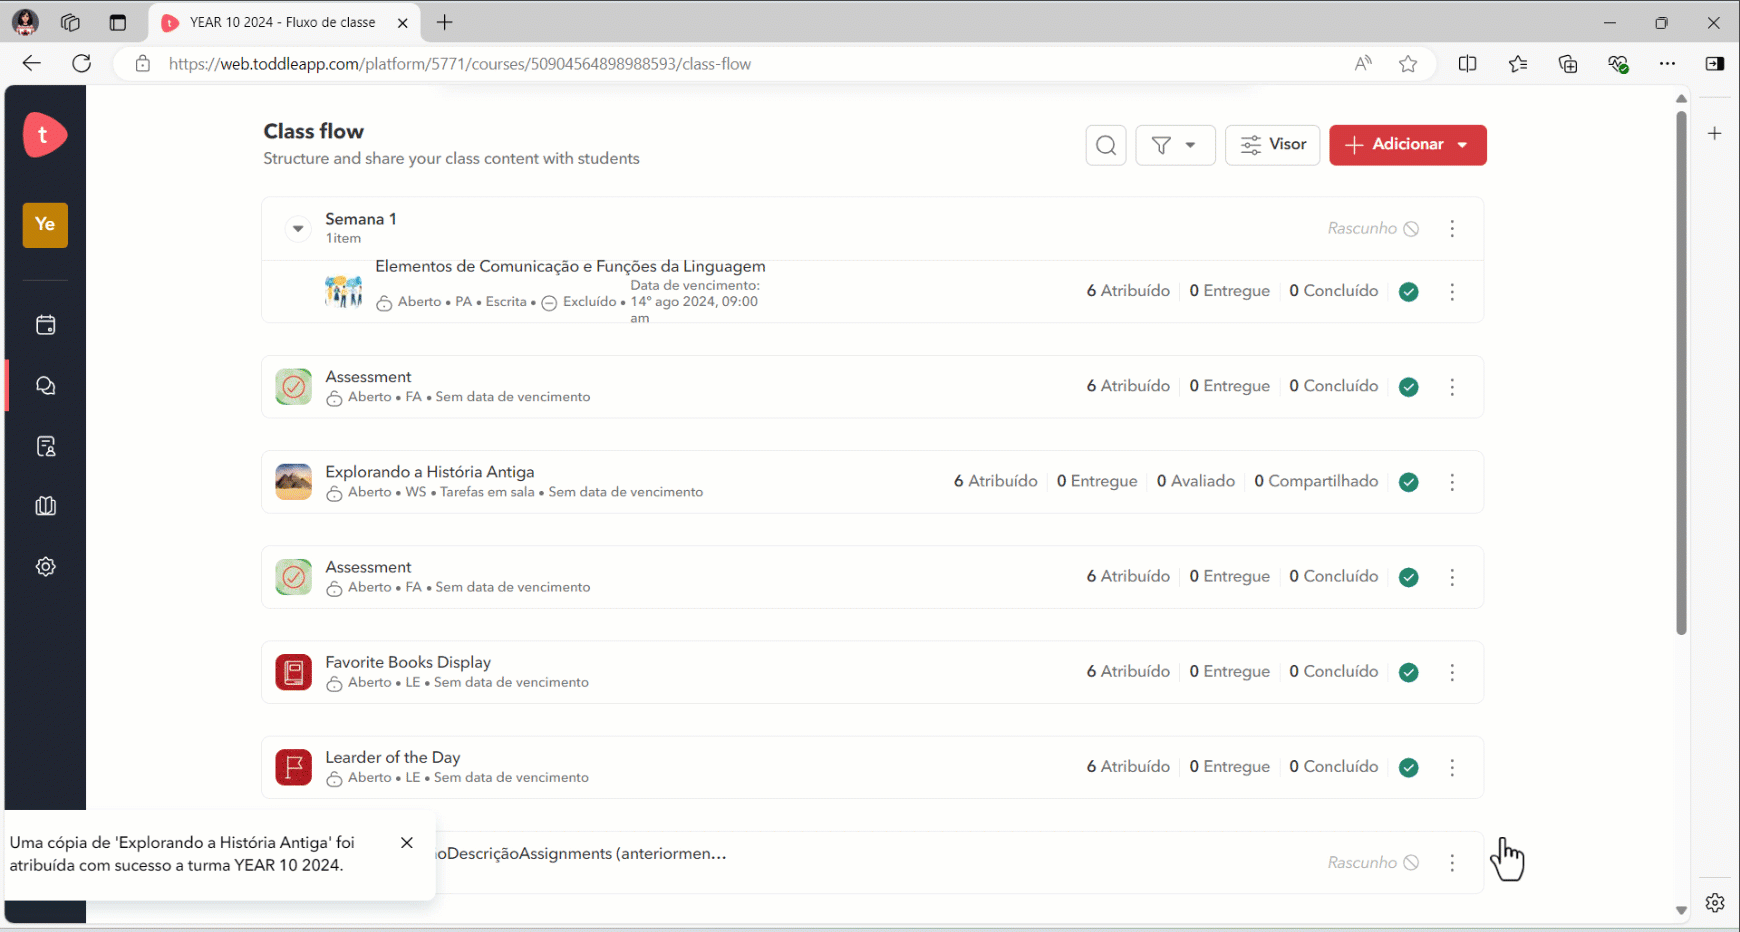 YEAR 10 2024 - Fluxo de classe
https://web.toddleapp.com/platform/5771/courses/50904564898988593/class-flow
t
Ye
Class flow
Structure and share your class content with students
Visor
Adicionar
Semana 1
1item
Rascunho
Elementos de Comunicação e Funções da Linguagem
Aberto • PA • Escrita • Excluído •
Data de vencimento:
14° ago 2024, 09:00
am
6 Atribuído 0 Entregue 0 Concluído
Assessment
Aberto • FA • Sem data de vencimento
6 Atribuído 0 Entregue 0 Concluído
Explorando a História Antiga
Aberto • WS • Tarefas em sala • Sem data de vencimento
6 Atribuído 0 Entregue 0 Avaliado 0 Compartilhado
Assessment
Aberto • FA • Sem data de vencimento
6 Atribuído 0 Entregue 0 Concluído
Favorite Books Display
Aberto • LE • Sem data de vencimento
6 Atribuído 0 Entregue 0 Concluído
Learder of the Day
Aberto • LE • Sem data de vencimento
6 Atribuído 0 Entregue 0 Concluído
oDescriçãoAssignments (anteriormen...
Rascunho
Uma cópia de 'Explorando a História Antiga' foi
atribuída com sucesso a turma YEAR 10 2024.